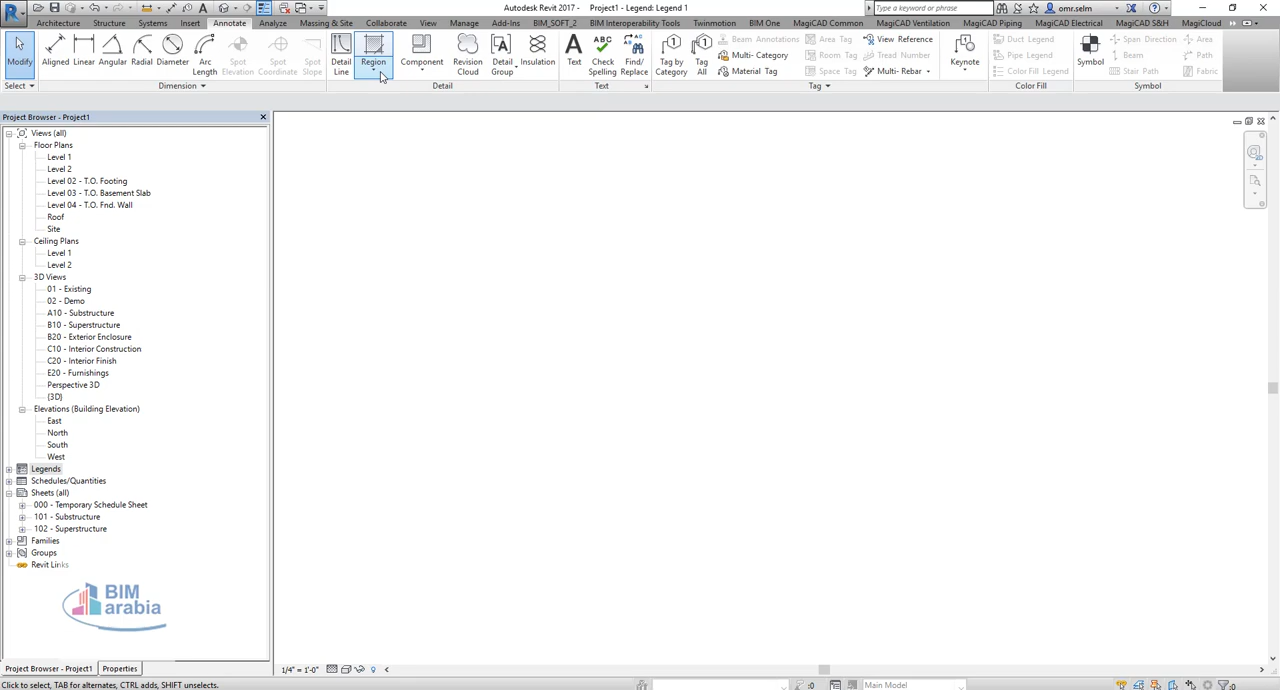 Autodesk Revit 2017 - Project1 - Legend: Legend 1
Type a keyword or phrase
omr.selm
Architecture Structure Systems Insert Annotate Analyze Massing & Site Collaborate View Manage Add-Ins BIM_SOFT_2 BIM Interoperability Tools Twinmotion BIM One MagiCAD Common MagiCAD Ventilation MagiCAD Piping MagiCAD Electrical MagiCAD S&H MagiCloud
Modify
Aligned Linear Angular Radial Diameter
Arc Length
Spot Elevation
Spot Coordinate
Spot Slope
Detail Line
Region
Component
Revision Cloud
Detail Group
Insulation
Text
ABC
Check Spelling
Find/ Replace
Tag by Category
Tag All
Beam Annotations
Multi- Category
Material Tag
Area Tag
Room Tag
Space Tag
View Reference
Tread Number
Multi- Rebar
Keynote
Duct Legend
Pipe Legend
Color Fill Legend
Symbol
Span Direction
Beam
Stair Path
Area
Path
Fabric
Select Dimension Detail Text Tag Color Fill Symbol
Project Browser - Project1
Views (all)
Floor Plans
Level 1
Level 2
Level 02 - T.O. Footing
Level 03 - T.O. Basement Slab
Level 04 - T.O. Fnd. Wall
Roof
Site
Ceiling Plans
Level 1
Level 2
3D Views
01 - Existing
02 - Demo
A10 - Substructure
B10 - Superstructure
B20 - Exterior Enclosure
C10 - Interior Construction
C20 - Interior Finish
E20 - Furnishings
Perspective 3D
{3D}
Elevations (Building Elevation)
East
North
South
West
Legends
Schedules/Quantities
Sheets (all)
000 - Temporary Schedule Sheet
101 - Substructure
102 - Superstructure
Families
Groups
Revit Links
BIM
arabia
Project Browser - Project1 Properties
1/4" = 1'-0"
Click to select, TAB for alternates, CTRL adds, SHIFT unselects.
:0
Main Model
:0